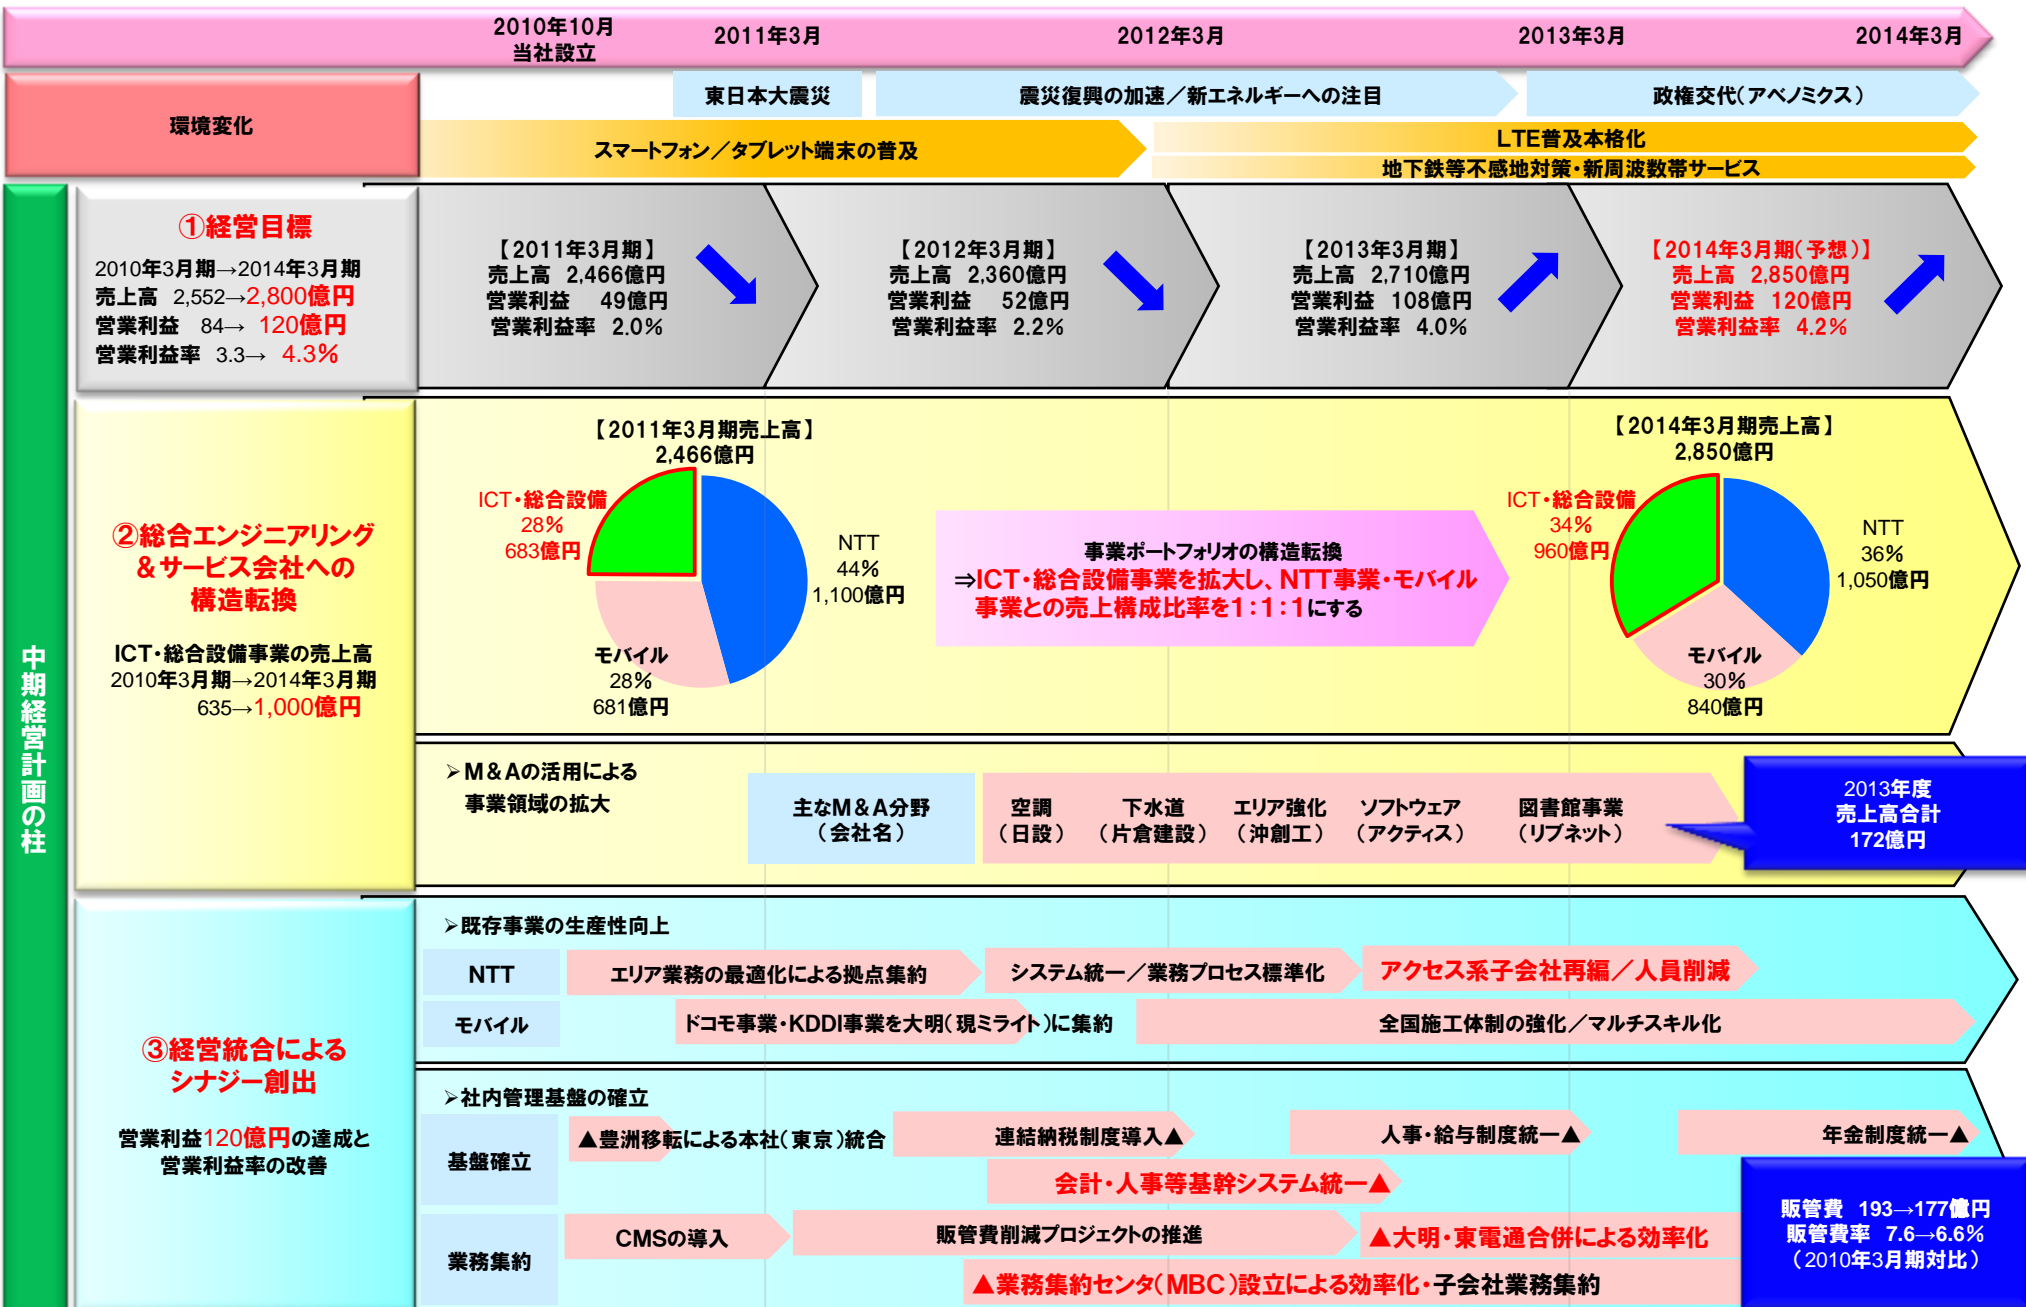 2010年10月
当社設立
2011年3月
2012年3月
2013年3月
2014年3月
環境変化
東日本大震災
震災復興の加速／新エネルギーへの注目
政権交代（アベノミクス）
スマートフォン／タブレット端末の普及
LTE普及本格化
地下鉄等不感地対策・新周波数帯サービス
中期経営計画の柱
①経営目標
2010年3月期→2014年3月期
売上高 2,552→2,800億円
営業利益 84→ 120億円
営業利益率 3.3→ 4.3%
【2011年3月期】
売上高 2,466億円
営業利益 49億円
営業利益率 2.0%
【2012年3月期】
売上高 2,360億円
営業利益 52億円
営業利益率 2.2%
【2013年3月期】
売上高 2,710億円
営業利益 108億円
営業利益率 4.0%
【2014年3月期（予想）】
売上高 2,850億円
営業利益 120億円
営業利益率 4.2%
②総合エンジニアリング
＆サービス会社への
構造転換
ICT・総合設備事業の売上高
2010年3月期→2014年3月期
635→1,000億円
【2011年3月期売上高】
2,466億円
ICT・総合設備
28%
683億円
NTT
44%
1,100億円
モバイル
28%
681億円
事業ポートフォリオの構造転換
⇒ICT・総合設備事業を拡大し、NTT事業・モバイル
事業との売上構成比率を1：1：1にする
【2014年3月期売上高】
2,850億円
ICT・総合設備
34%
960億円
NTT
36%
1,050億円
モバイル
30%
840億円
➢M＆Aの活用による
事業領域の拡大
主なM＆A分野
（会社名）
空調
（日設）
下水道
（片倉建設）
エリア強化
（沖創工）
ソフトウェア
（アクティス）
図書館事業
（リブネット）
2013年度
売上高合計
172億円
③経営統合による
シナジー創出
営業利益120億円の達成と
営業利益率の改善
➢既存事業の生産性向上
NTT
エリア業務の最適化による拠点集約
システム統一／業務プロセス標準化
アクセス系子会社再編／人員削減
モバイル
ドコモ事業・KDDI事業を大明（現ミライト）に集約
全国施工体制の強化／マルチスキル化
➢社内管理基盤の確立
基盤確立
▲豊洲移転による本社（東京）統合
連結納税制度導入▲
人事・給与制度統一▲
年金制度統一▲
会計・人事等基幹システム統一▲
業務集約
CMSの導入
販管費削減プロジェクトの推進
▲大明・東電通合併による効率化
▲業務集約センタ（MBC）設立による効率化・子会社業務集約
販管費 193→177億円
販管費率 7.6→6.6%
（2010年3月期対比）